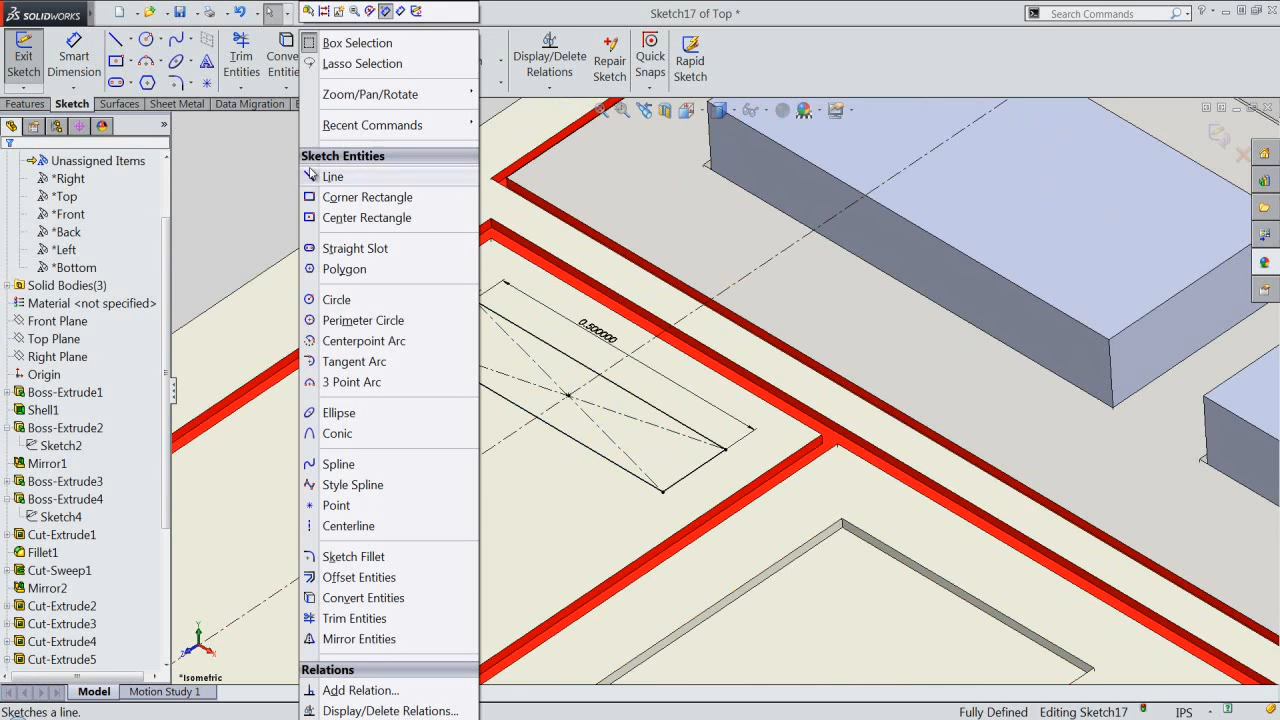 SOLIDWORKS
Sketch17 of Top *
Search Commands
Exit
Sketch
Smart
Dimension
Trim
Entities
Display/Delete
Relations
Repair
Sketch
Quick
Snaps
Rapid
Sketch
Features
Sketch
Surfaces
Sheet Metal
Data Migration
Box Selection
Lasso Selection
Zoom/Pan/Rotate
Recent Commands
Sketch Entities
Line
Corner Rectangle
Center Rectangle
Straight Slot
Polygon
Circle
Perimeter Circle
Centerpoint Arc
Tangent Arc
3 Point Arc
Ellipse
Conic
Spline
Style Spline
Point
Centerline
Sketch Fillet
Offset Entities
Convert Entities
Trim Entities
Mirror Entities
Relations
Add Relation...
Display/Delete Relations...
Unassigned Items
*Right
*Top
*Front
*Back
*Left
*Bottom
Solid Bodies(3)
Material <not specified>
Front Plane
Top Plane
Right Plane
Origin
Boss-Extrude1
Shell1
Boss-Extrude2
Sketch2
Mirror1
Boss-Extrude3
Boss-Extrude4
Sketch4
Cut-Extrude1
Fillet1
Cut-Sweep1
Mirror2
Cut-Extrude2
Cut-Extrude3
Cut-Extrude4
Cut-Extrude5
0.500000
Y
Z
X
*Isometric
Model
Motion Study 1
Sketches a line.
Fully Defined
Editing Sketch17
IPS